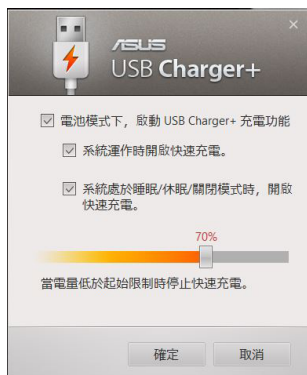 ASUS
USB Charger+
電池模式下，啟動 USB Charger+ 充電功能
系統運作時開啟快速充電。
系統處於睡眠/休眠/關閉模式時，開啟
快速充電。
70%
當電量低於起始限制時停止快速充電。
確定
取消